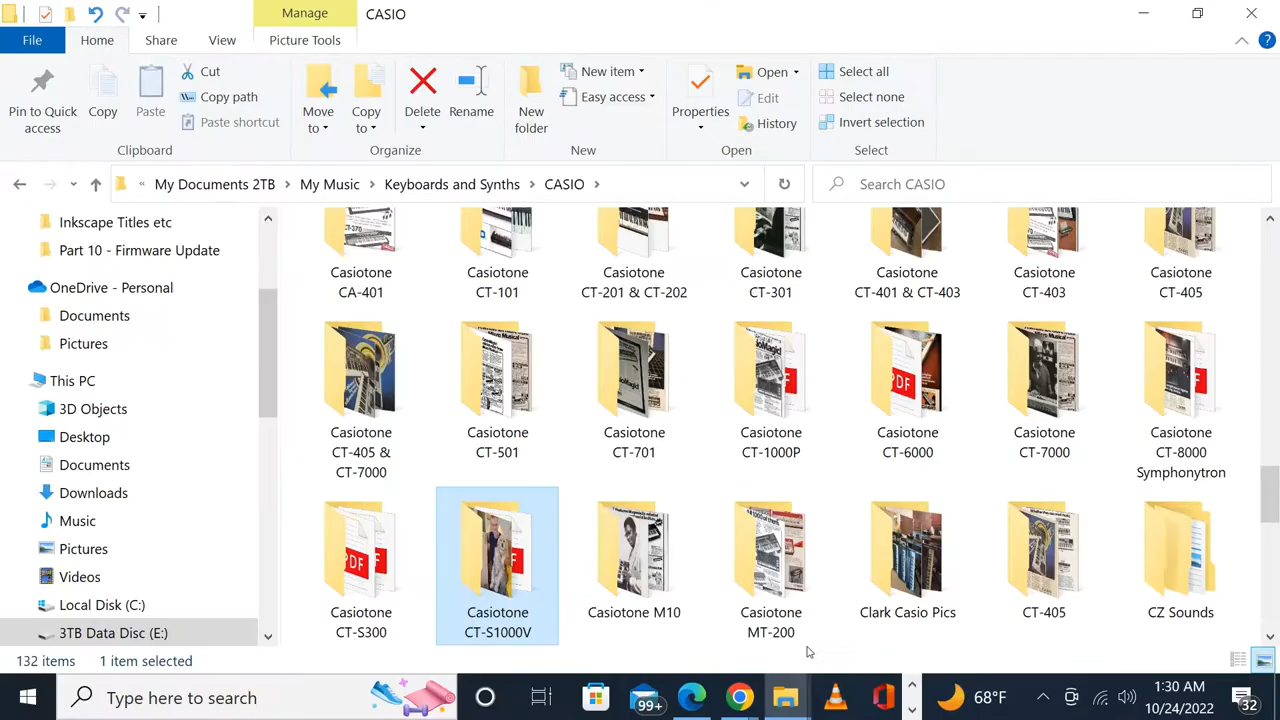 Manage
CASIO
File
Home
Share
View
Picture Tools
Pin to Quick
access
Copy
Paste
Cut
Copy path
Paste shortcut
Clipboard
Move
to
Copy
to
Delete
Rename
Organize
New
folder
New item
Easy access
New
Properties
Open
Edit
History
Open
Select all
Select none
Invert selection
Select
« My Documents 2TB > My Music > Keyboards and Synths > CASIO >
Search CASIO
Inkscape Titles etc
Part 10 - Firmware Update
OneDrive - Personal
Documents
Pictures
This PC
3D Objects
Desktop
Documents
Downloads
Music
Pictures
Videos
Local Disk (C:)
3TB Data Disc (E:)
CT-370
Casiotone
CA-401
Casiotone
CT-101
Casiotone
CT-201 & CT-202
Casiotone
CT-301
Casiotone
CT-401 & CT-403
Casiotone
CT-403
Casiotone
CT-405
Casiotone
CT-405 &
CT-7000
Casiotone
CT-501
Casiotone
CT-701
PDF
Casiotone
CT-1000P
PDF
Casiotone
CT-6000
Casiotone
CT-7000
Casiotone
CT-8000
Symphonytron
PDF
Casiotone
CT-S300
Casiotone
CT-S1000V
Casiotone M10
Casiotone
MT-200
Clark Casio Pics
CT-405
CZ Sounds
132 items
1 item selected
Type here to search
99+
68°F
1:30 AM
10/24/2022
32